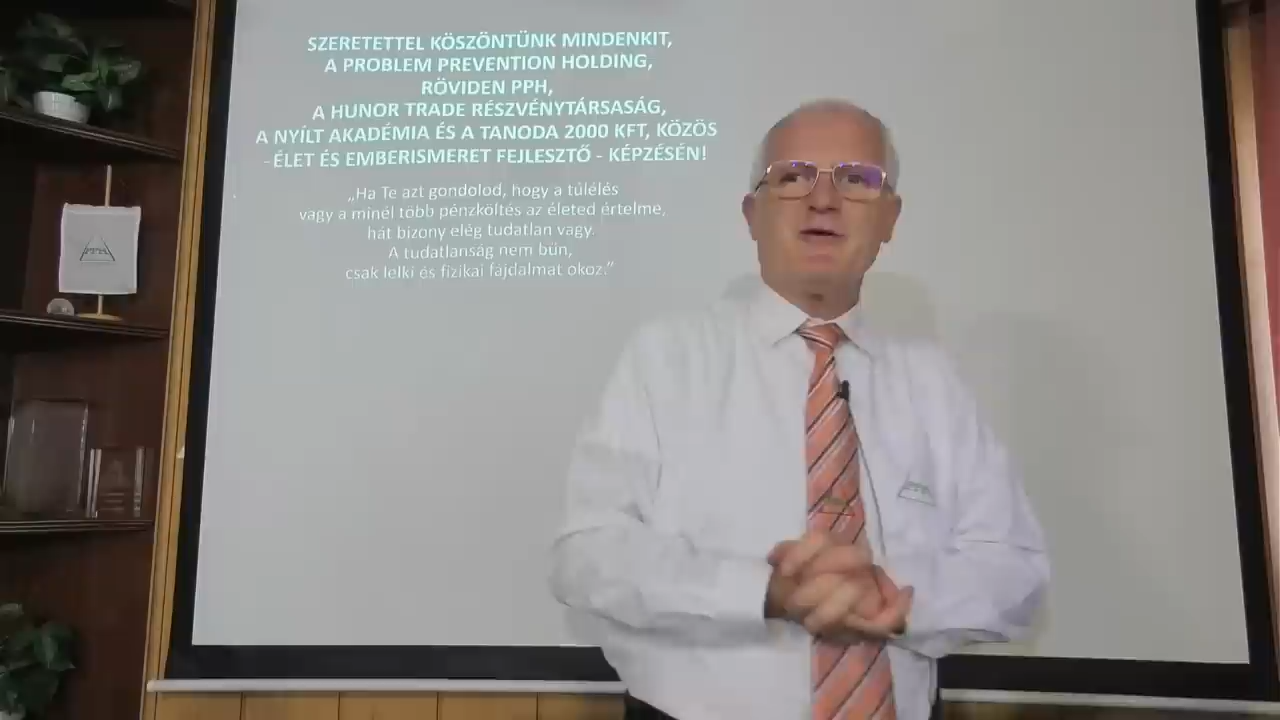 SZERETETTEL KÖSZÖNTÜNK MINDENKIT,
A PROBLEM PREVENTION HOLDING,
RÖVIDEN PPH,
A HUNOR TRADE RÉSZVÉNYTÁRSASÁG,
A NYÍLT AKADÉMIA ÉS A TANODA 2000 KFT, KÖZÖS
- ÉLET ÉS EMBERISMERET FEJLESZTŐ - KÉPZÉSÉN!
„Ha Te azt gondolod, hogy a túlélés
vagy a minél több pénzköltés az életed értelme,
hát bizony elég tudatlan vagy.
A tudatlanság nem bűn,
csak lelki és fizikai fájdalmat okoz.”
PPH
PPH